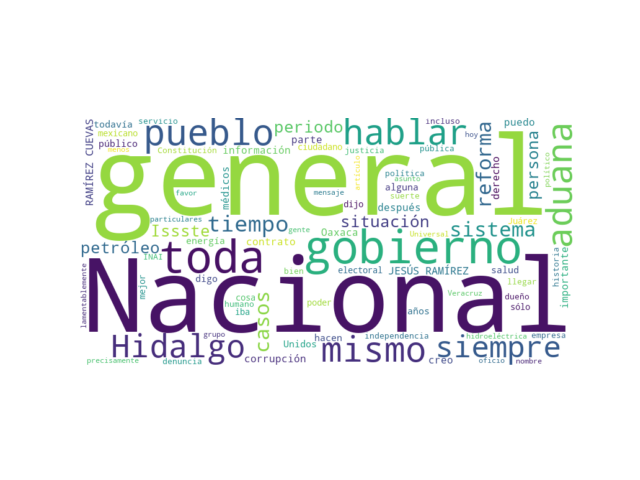 todavía servicio incluso hoy puedo
RAMÍREZ CUEVAS mexicano menos público pueblo periodo ciudadano hablar reforma persona aduana
parte
Constitución información justicia pública
general
médicos favor artículo política asunto alguna derecho político
mensaje dijo suerte después
particulares
Issste tiempo gente Oaxaca situación Universal sistema Juárez
petróleo energía contrato gobierno importante historia
INAI toda bien electoral JESÚS RAMÍREZ salud llegar
lamentablemente mejor digo cosa humano iba poder Veracruz dueño sólo
Nacional
años
casos
Hidalgo grupo Unidos hacen independencia mismo hidroeléctrica empresa
siempre
precisamente denuncia corrupción creo oficio nombre